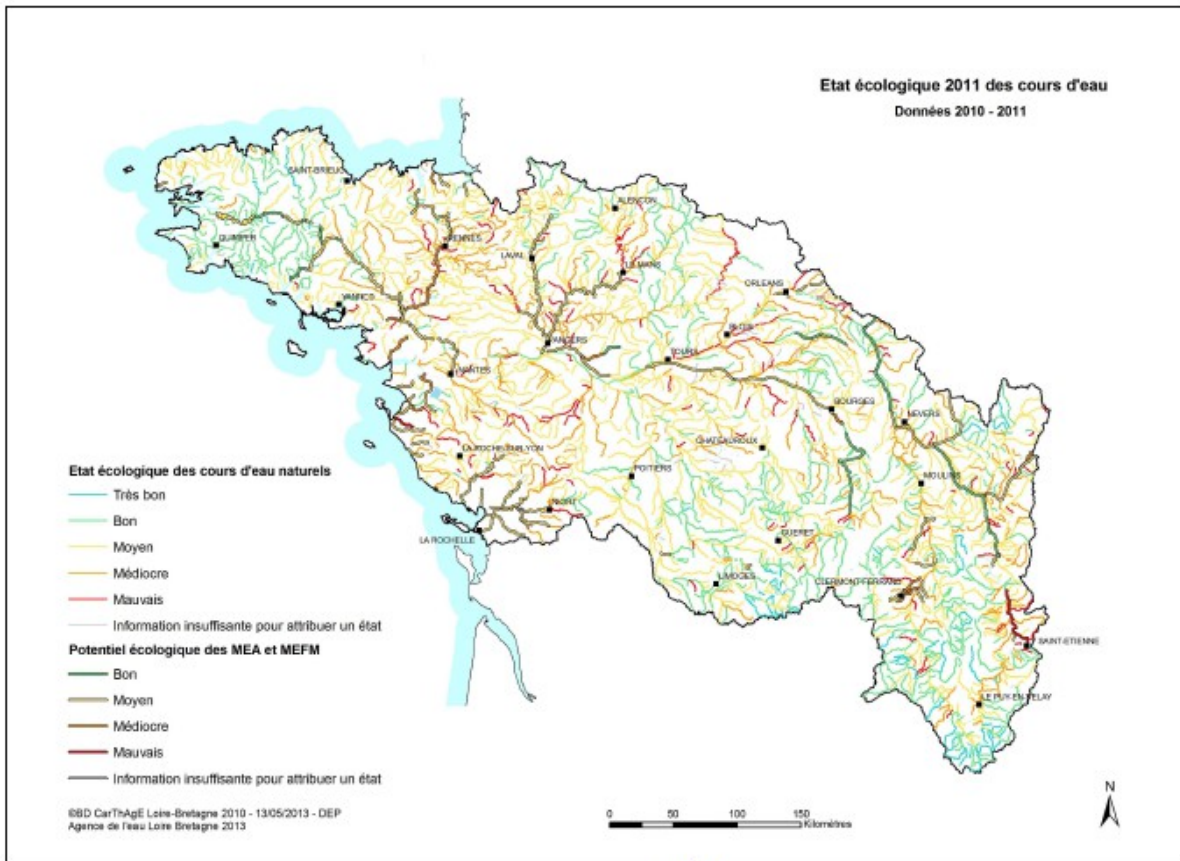 Etat écologique 2011 des cours d'eau
Données 2010 - 2011
SAINT-BRIEUC
ALENCON
QUIMPER
RENNES
LAVAL
LE MANS
ORLEANS
VANNES
BLOIS
ANGERS
TOURS
NANTES
BOURGES
NEVERS
CHATEAUROUX
LA ROCHE-SUR-YON
POITIERS
MOULINS
NIORT
LA ROCHELLE
GUERET
LIMOGES
CLERMONT-FERRAND
SAINT-ETIENNE
LE PUY-EN-VELAY
Etat écologique des cours d'eau naturels
Très bon
Bon
Moyen
Médiocre
Mauvais
Information insuffisante pour attribuer un état
Potentiel écologique des MEA et MEFM
Bon
Moyen
Médiocre
Mauvais
Information insuffisante pour attribuer un état
©BD CarThAgE Loire-Bretagne 2010 - 13/05/2013 - DEP
Agence de l'eau Loire Bretagne 2013
0 50 100 150
Kilomètres
N